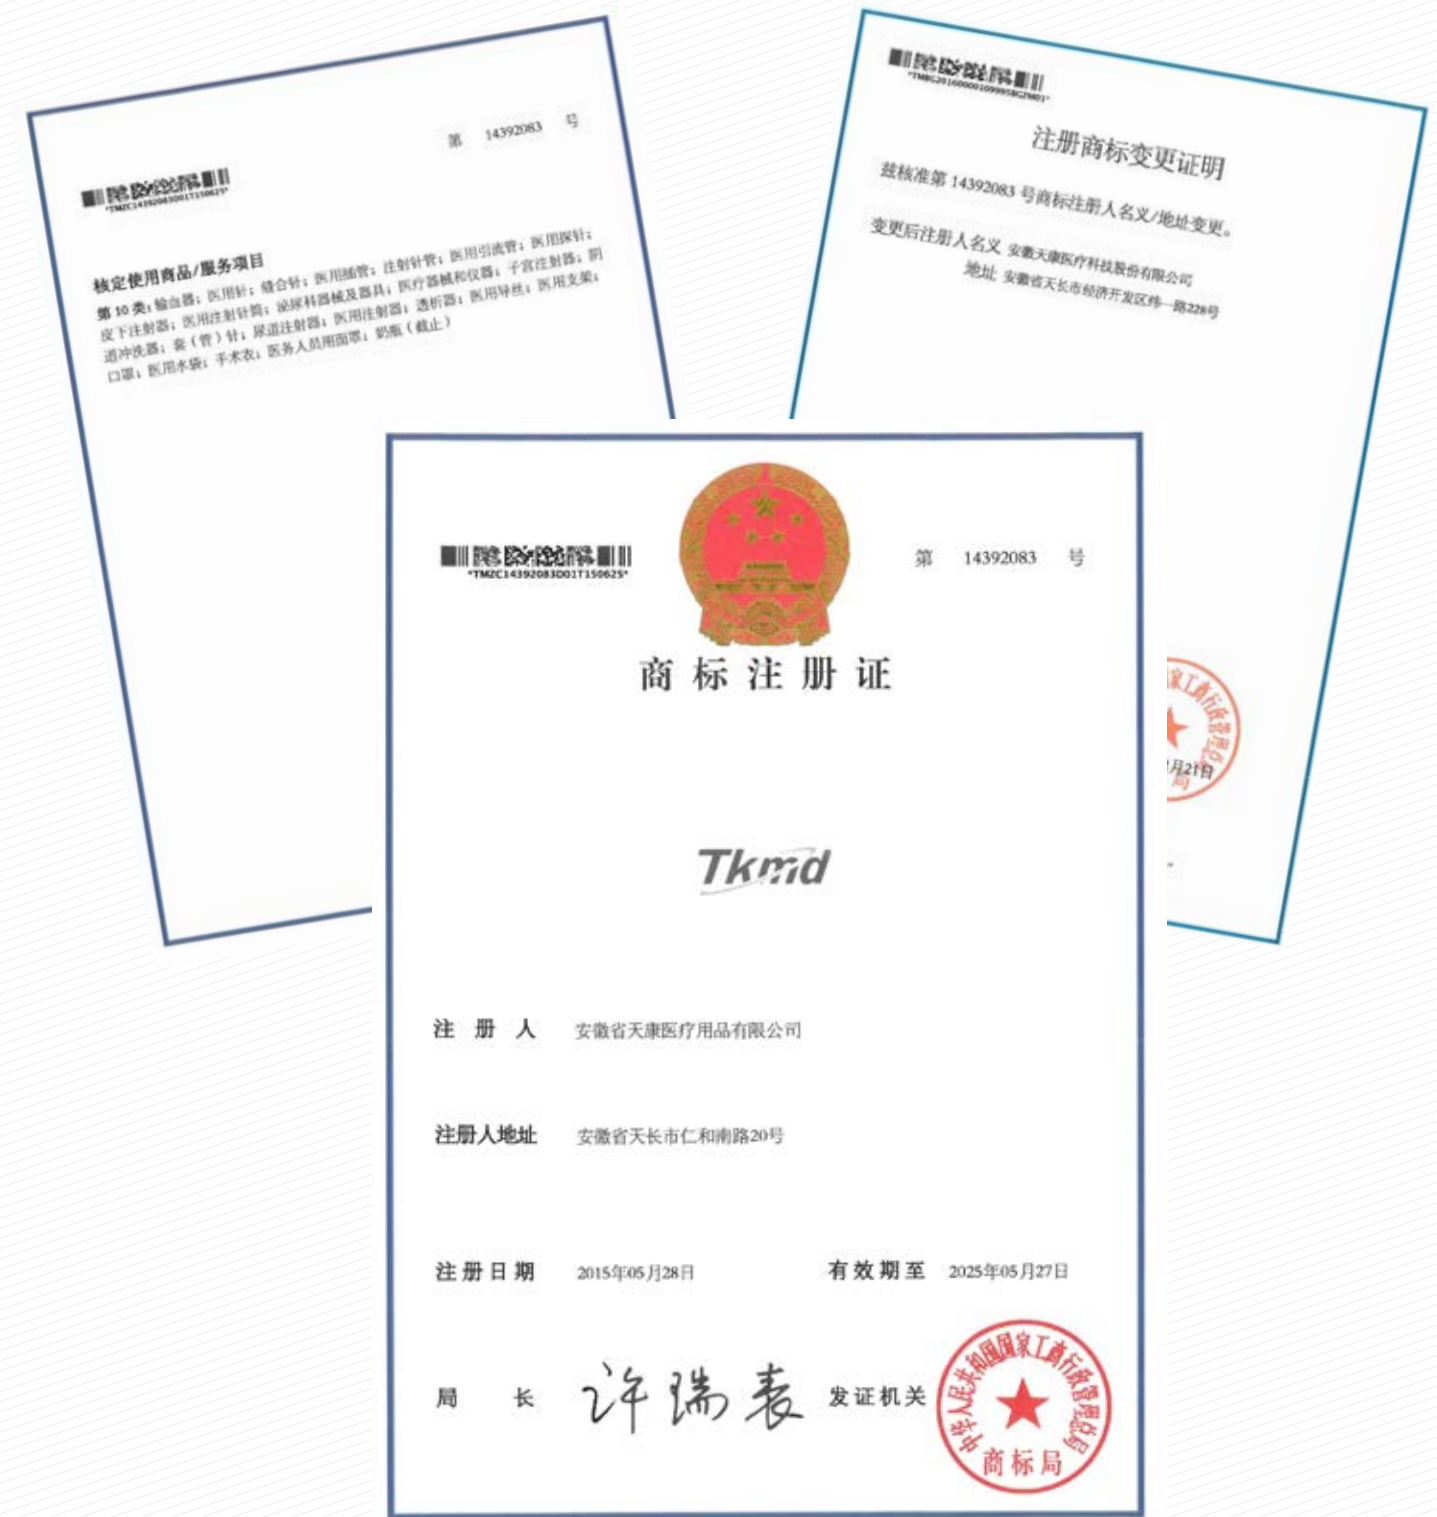 第 14392083 号
*TMZC14392083D01T150625*
核定使用商品/服务项目
第 10 类：输血器；医用针；缝合针；医用插管；注射针管；医用引流管；医用探针；
皮下注射器；医用注射针筒；泌尿科器械及器具；医疗器械和仪器；子宫注射器；阴
道冲洗器；套（管）针；尿道注射器；医用注射器；透析器；医用导丝；医用支架；
口罩；医用水袋；手术衣；医务人员用面罩；奶瓶（截止）
注册商标变更证明
兹核准第 14392083 号商标注册人名义/地址变更。
变更后注册人名义 安徽天康医疗科技股份有限公司
地址 安徽省天长市经济开发区纬一路228号
月21日
第 14392083 号
*TMZC14392083D01T150625*
商标注册证
Tkmd
注册人 安徽省天康医疗用品有限公司
注册人地址 安徽省天长市仁和南路20号
注册日期 2015年05月28日 有效期至 2025年05月27日
局长 许瑞表 发证机关
中华人民共和国国家工商行政管理总局
商标局